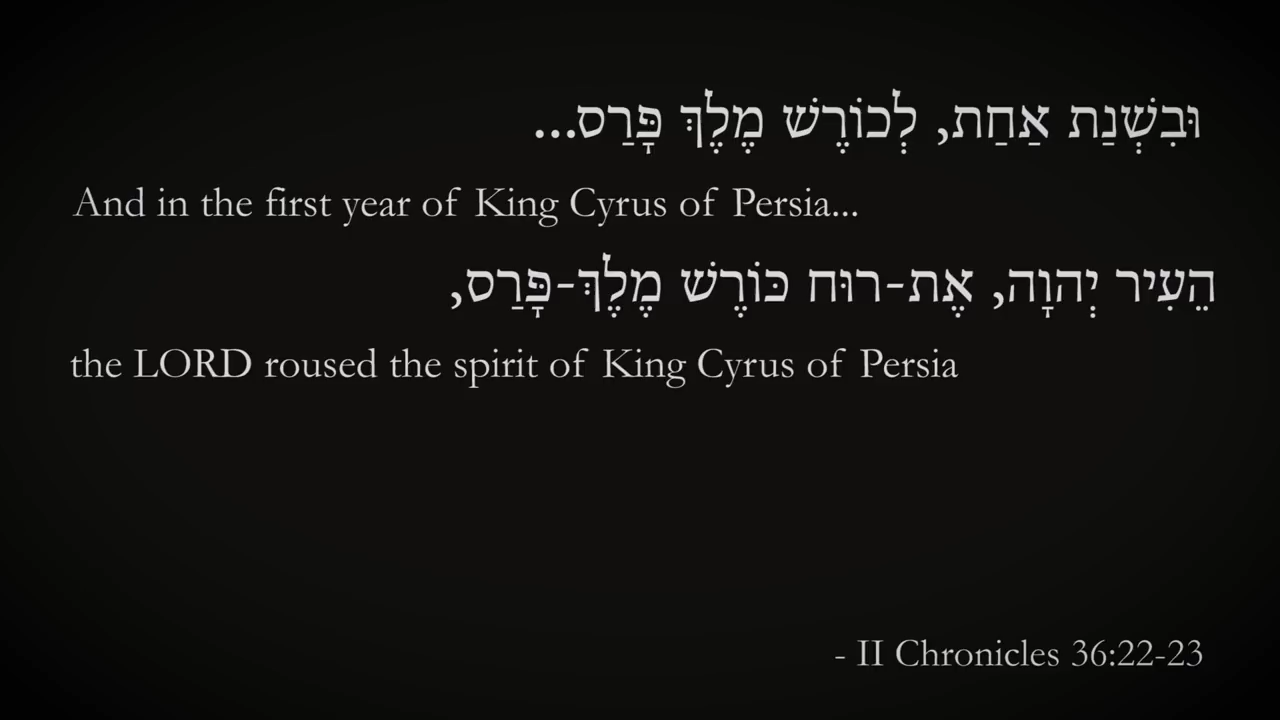 וּבִשְׁנַת אַחַת, לְכוֹרֶשׁ מֶלֶךְ פָּרַס...
And in the first year of King Cyrus of Persia...
הֵעִיר יְהוָה, אֶת-רוּח כּוֹרֶשׁ מֶלֶךְ-פָּרַס,
the LORD roused the spirit of King Cyrus of Persia
- II Chronicles 36:22-23